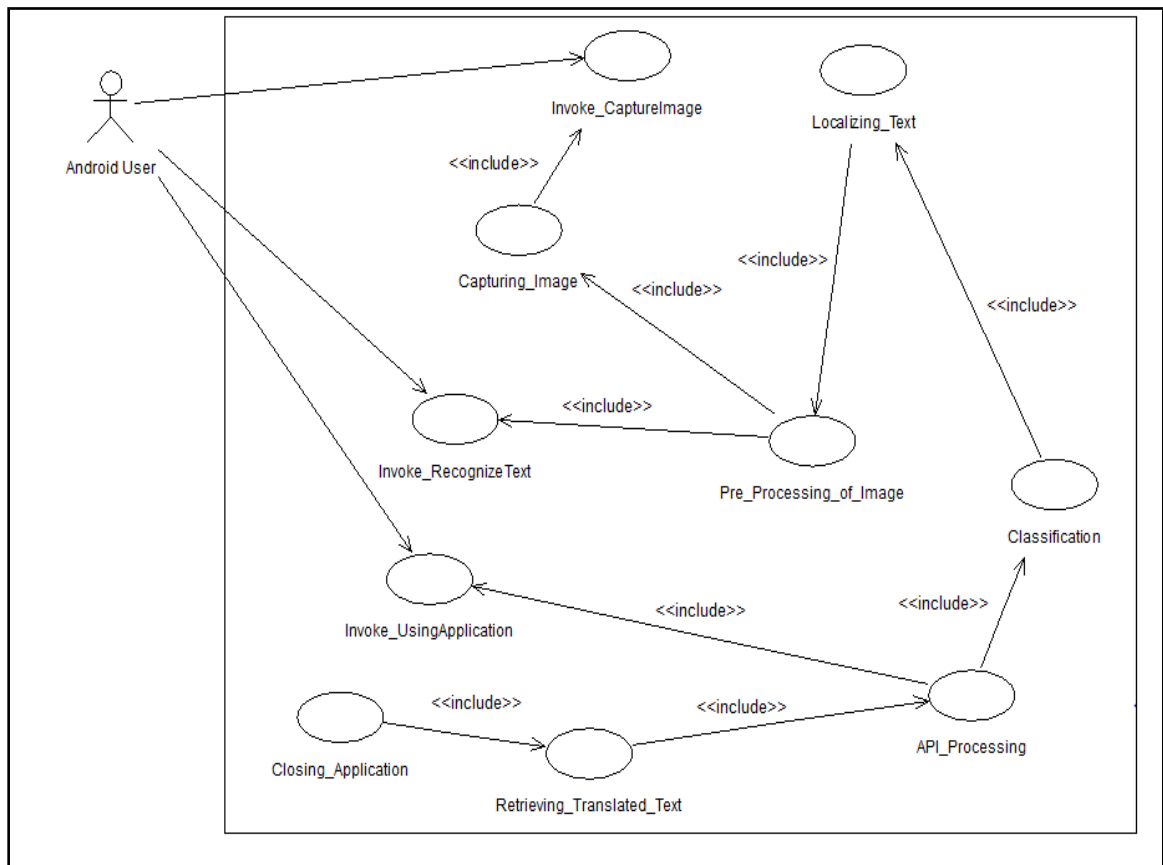 Invoke_CaptureImage
Localizing_Text
Android User
<<include>>
Capturing_Image
<<include>>
<<include>>
<<include>>
<<include>>
Invoke_RecognizeText
Pre_Processing_of_Image
Classification
Invoke_UsingApplication
<<include>>
<<include>>
<<include>>
<<include>>
Closing_Application
API_Processing
Retrieving_Translated_Text